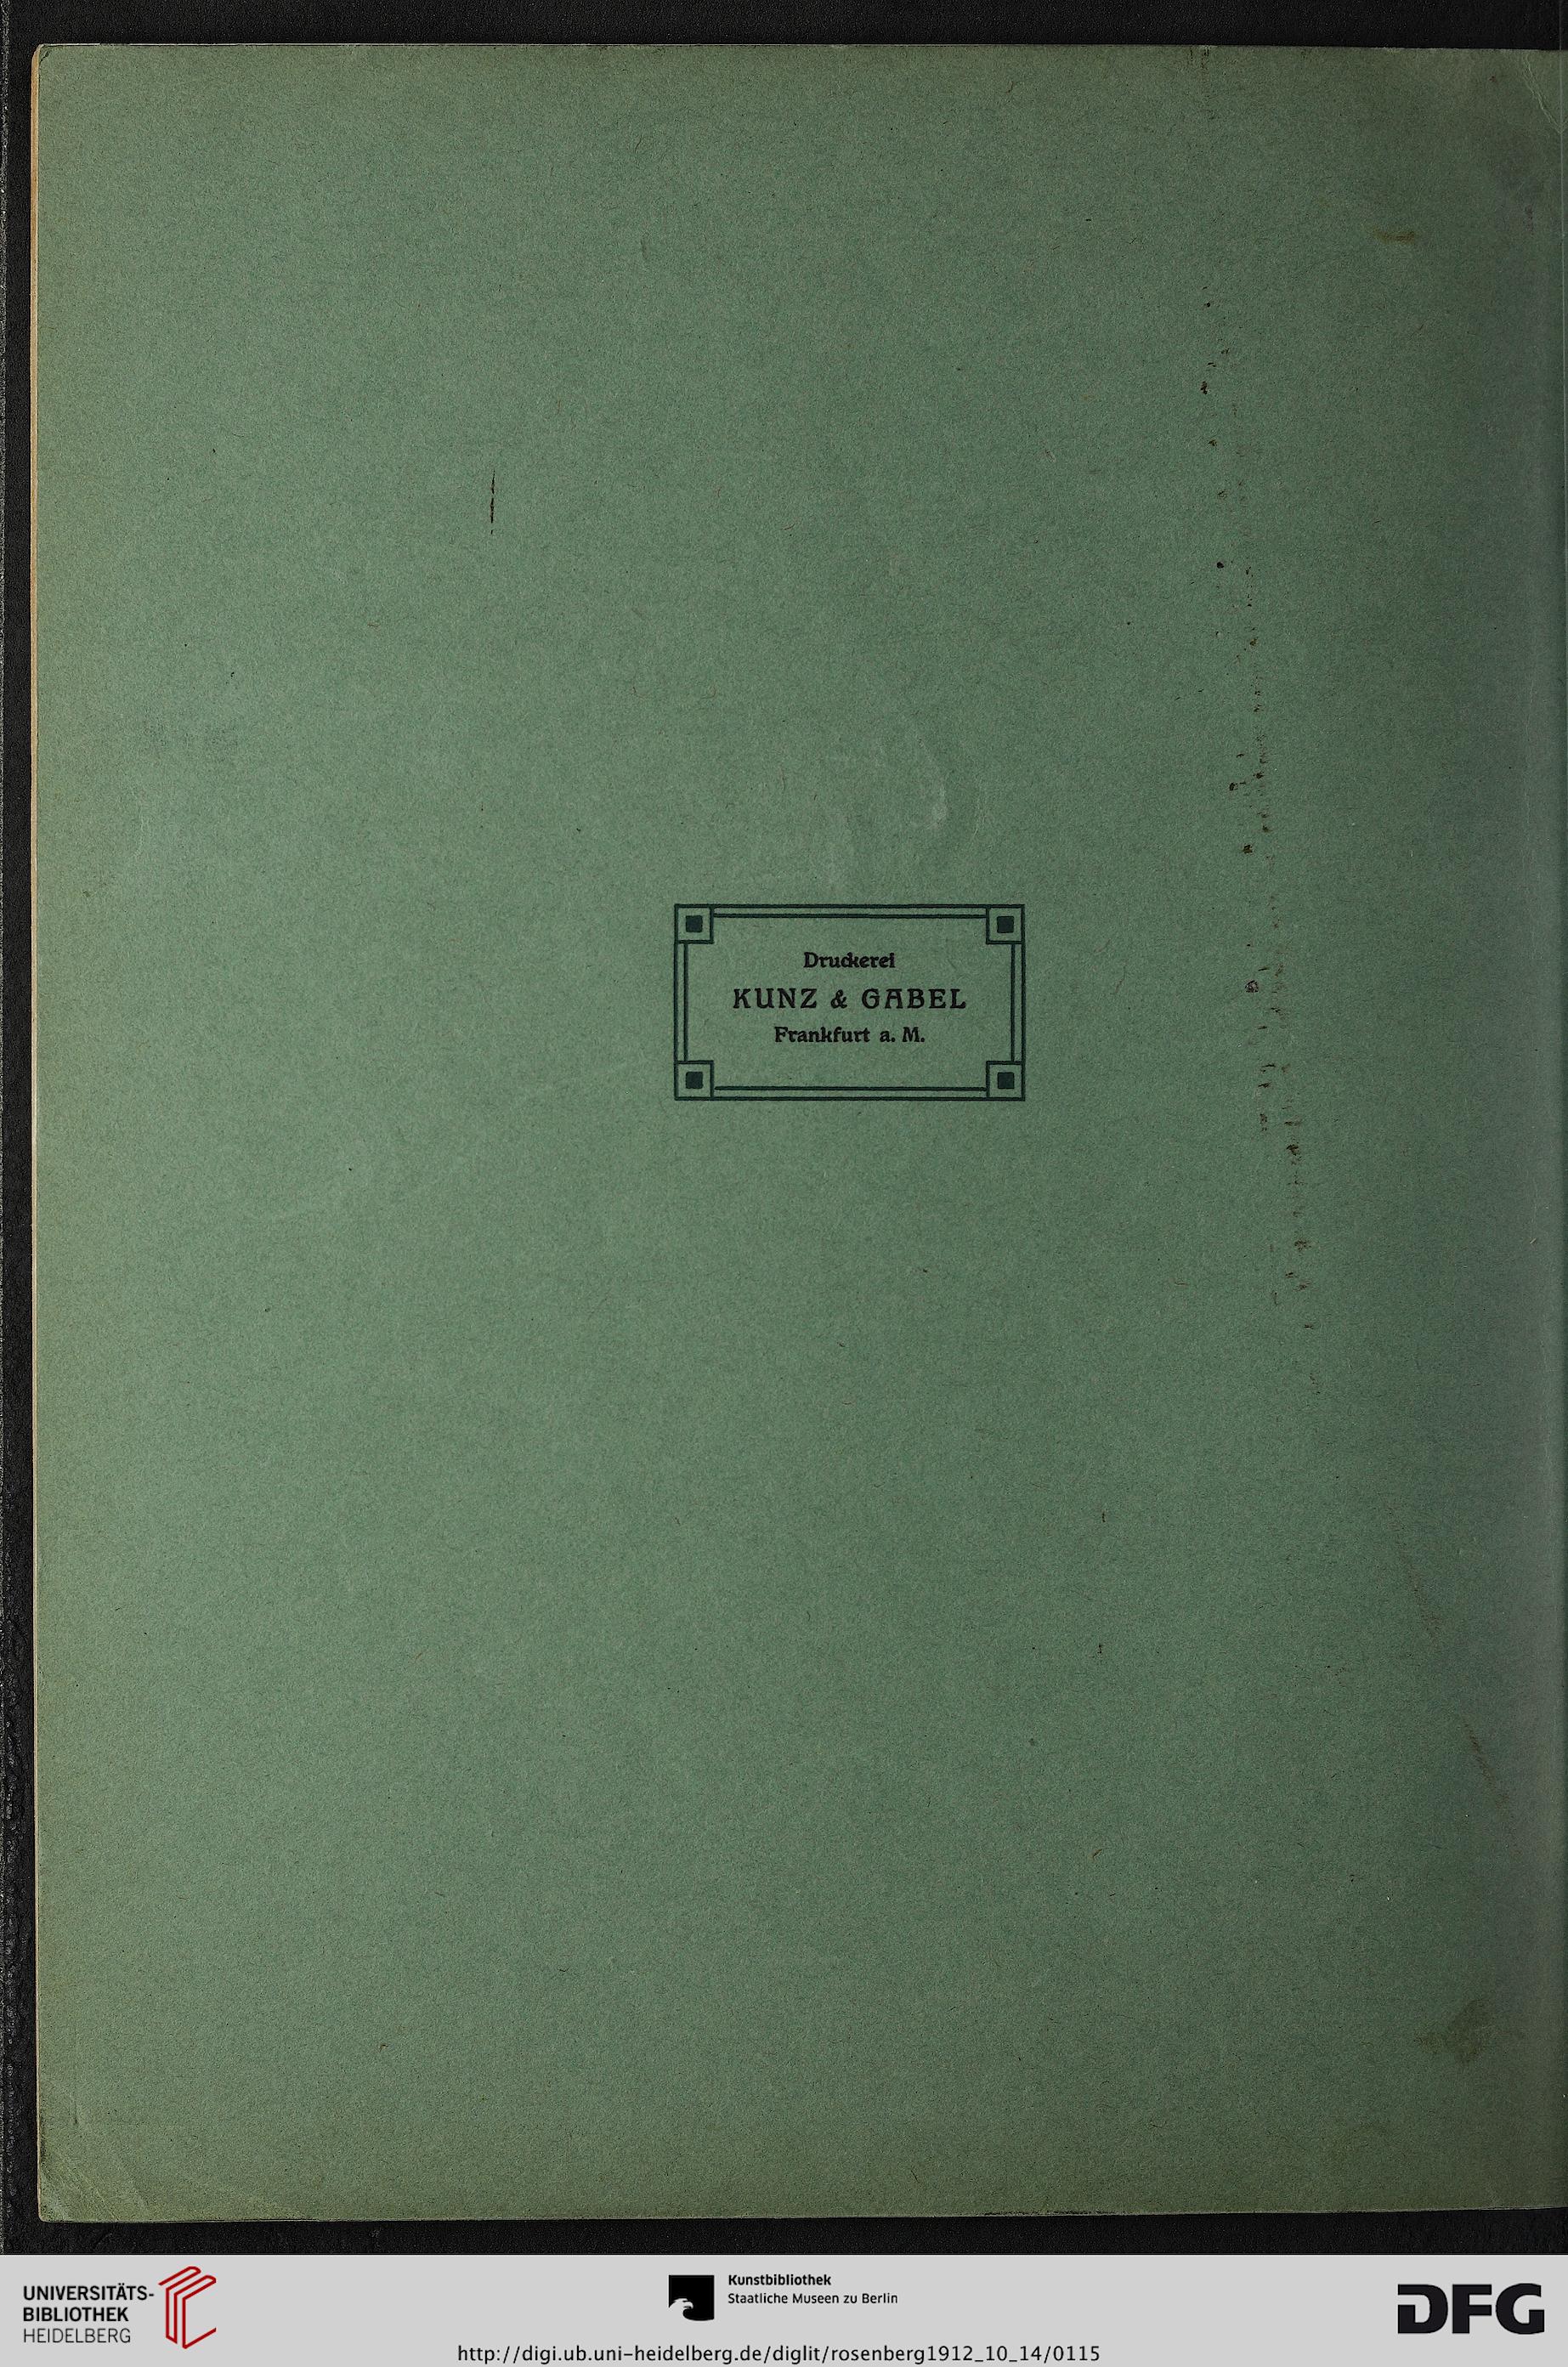 Druckerei
KUNZ & GABEL
Frankfurt a. M.
UNIVERSITÄTS-
BIBLIOTHEK
HEIDELBERG
Kunstbibliothek
Staatliche Museen zu Berlin
DFG
http://digi.ub.uni-heidelberg.de/diglit/rosenberg1912_10_14/0115